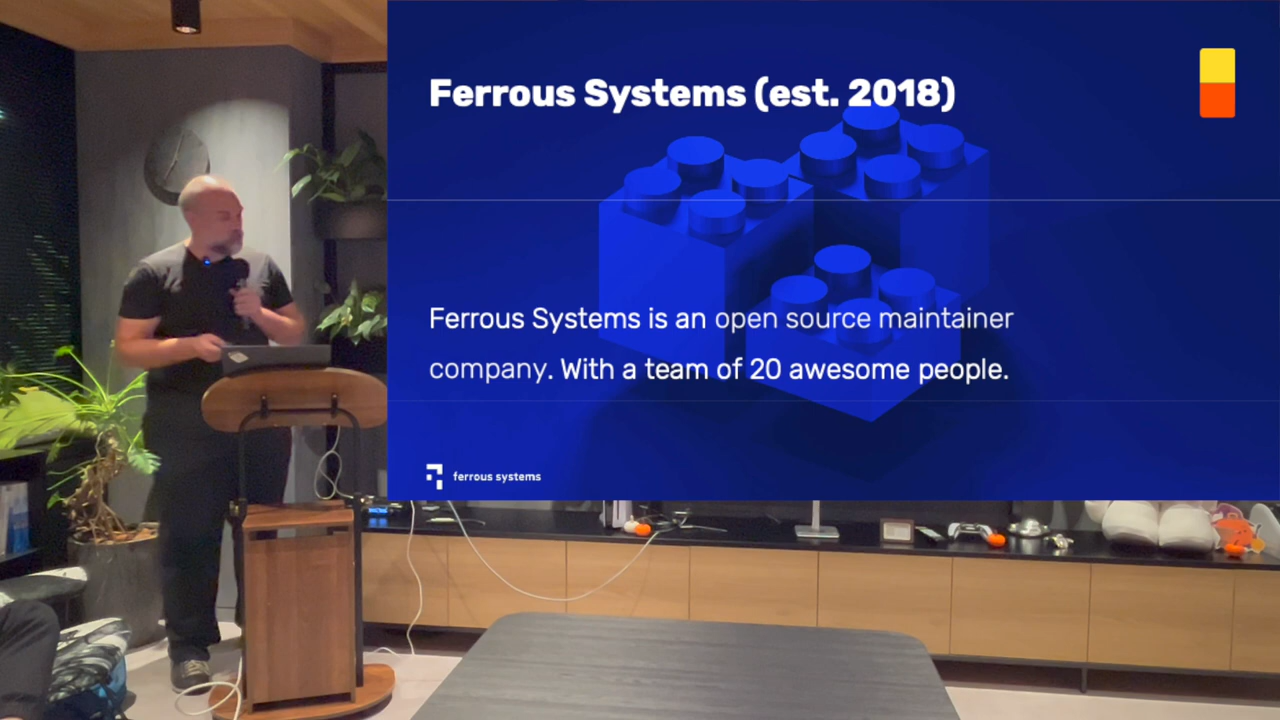 Ferrous Systems (est. 2018)
Ferrous Systems is an open source maintainer
company. With a team of 20 awesome people.
ferrous systems